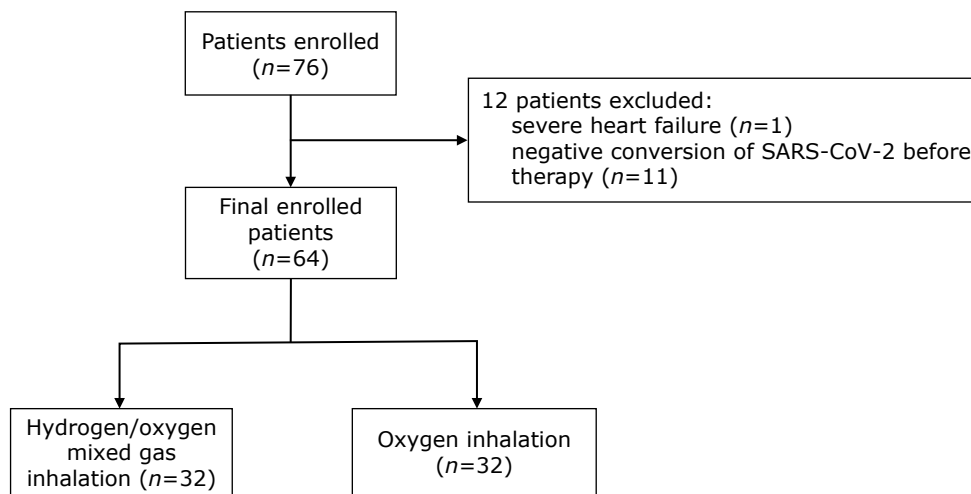 Patients enrolled
(n=76)
12 patients excluded:
severe heart failure (n=1)
negative conversion of SARS-CoV-2 before
therapy (n=11)
Final enrolled
patients
(n=64)
Hydrogen/oxygen
mixed gas
inhalation (n=32)
Oxygen inhalation
(n=32)